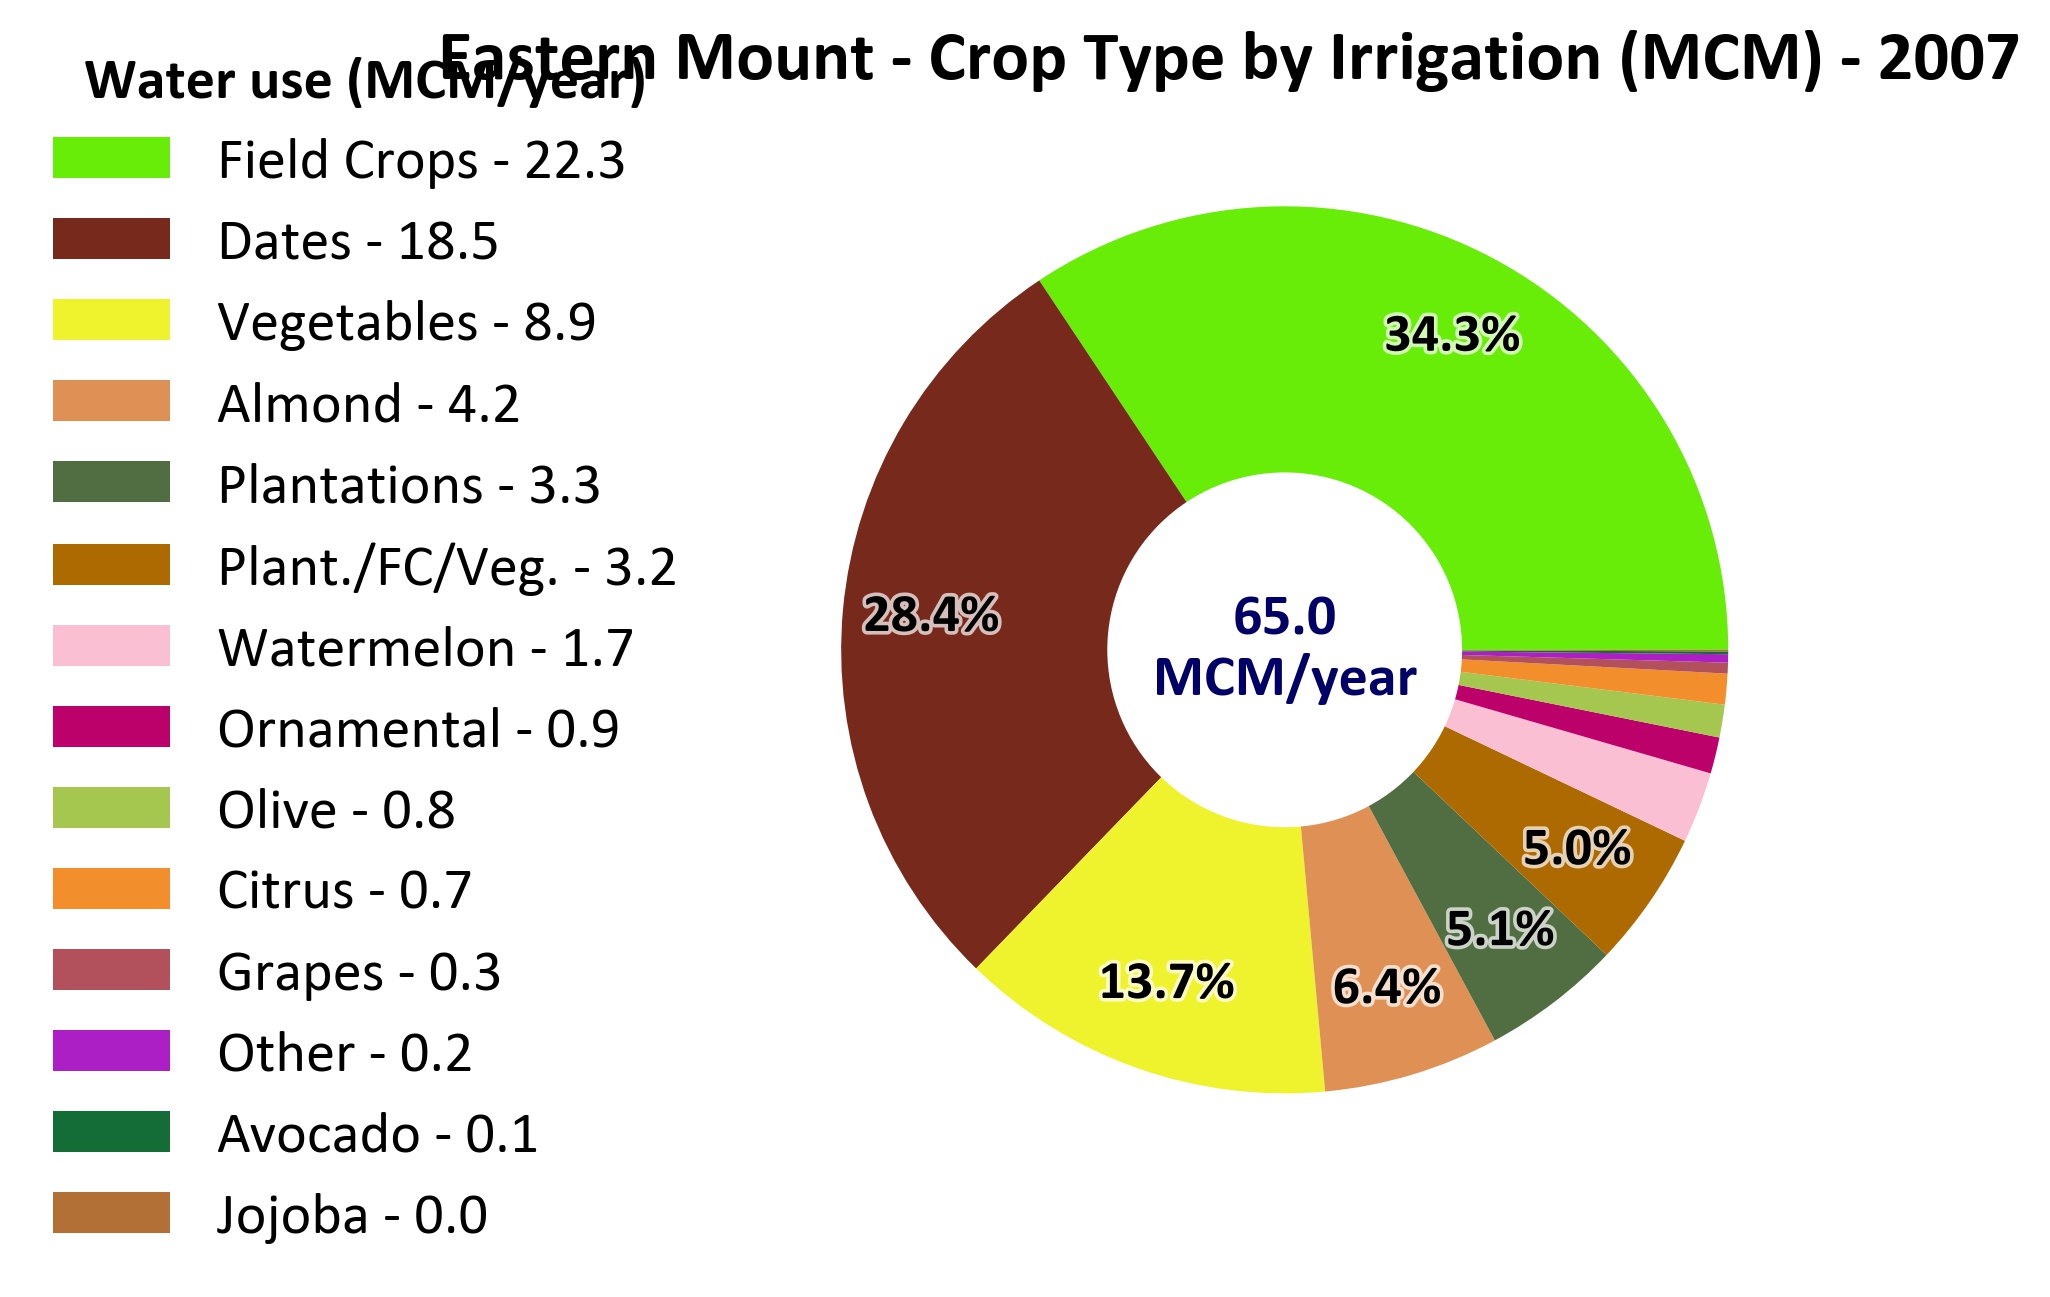 Eastern Mount - Crop Type by Irrigation (MCM) - 2007
Water use (MCM/year)
Field Crops - 22.3
Dates - 18.5
Vegetables - 8.9
Almond - 4.2
Plantations - 3.3
Plant./FC/Veg. - 3.2
Watermelon - 1.7
Ornamental - 0.9
Olive - 0.8
Citrus - 0.7
Grapes - 0.3
Other - 0.2
Avocado - 0.1
Jojoba - 0.0
34.3%
28.4%
65.0
MCM/year
5.0%
5.1%
13.7%
6.4%